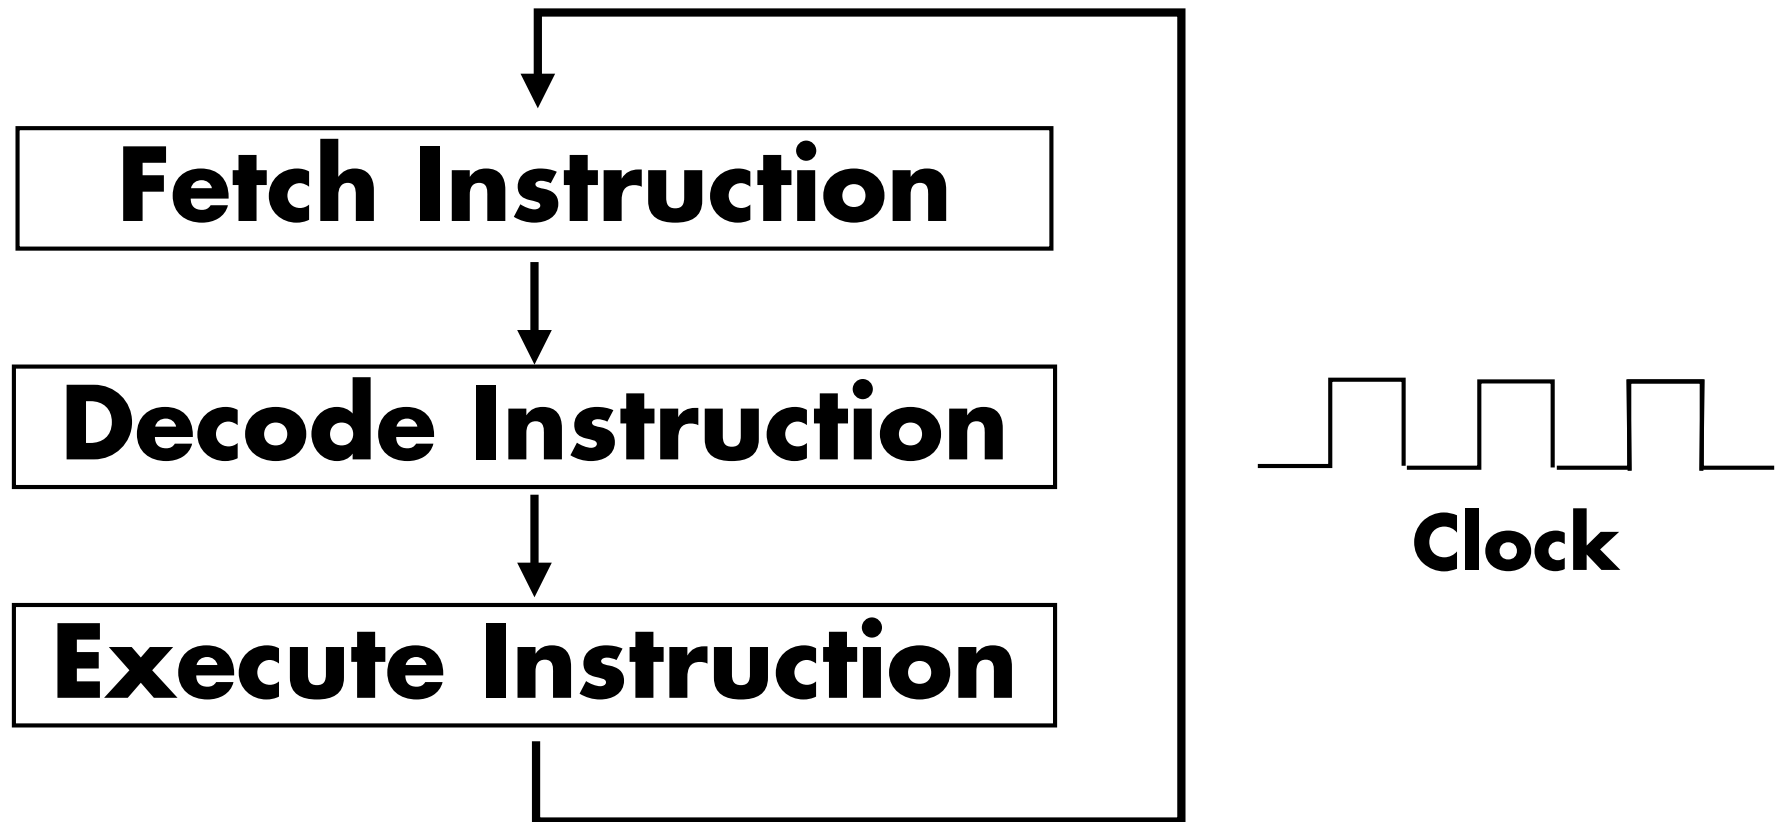 Fetch Instruction
Decode Instruction
Execute Instruction
Clock